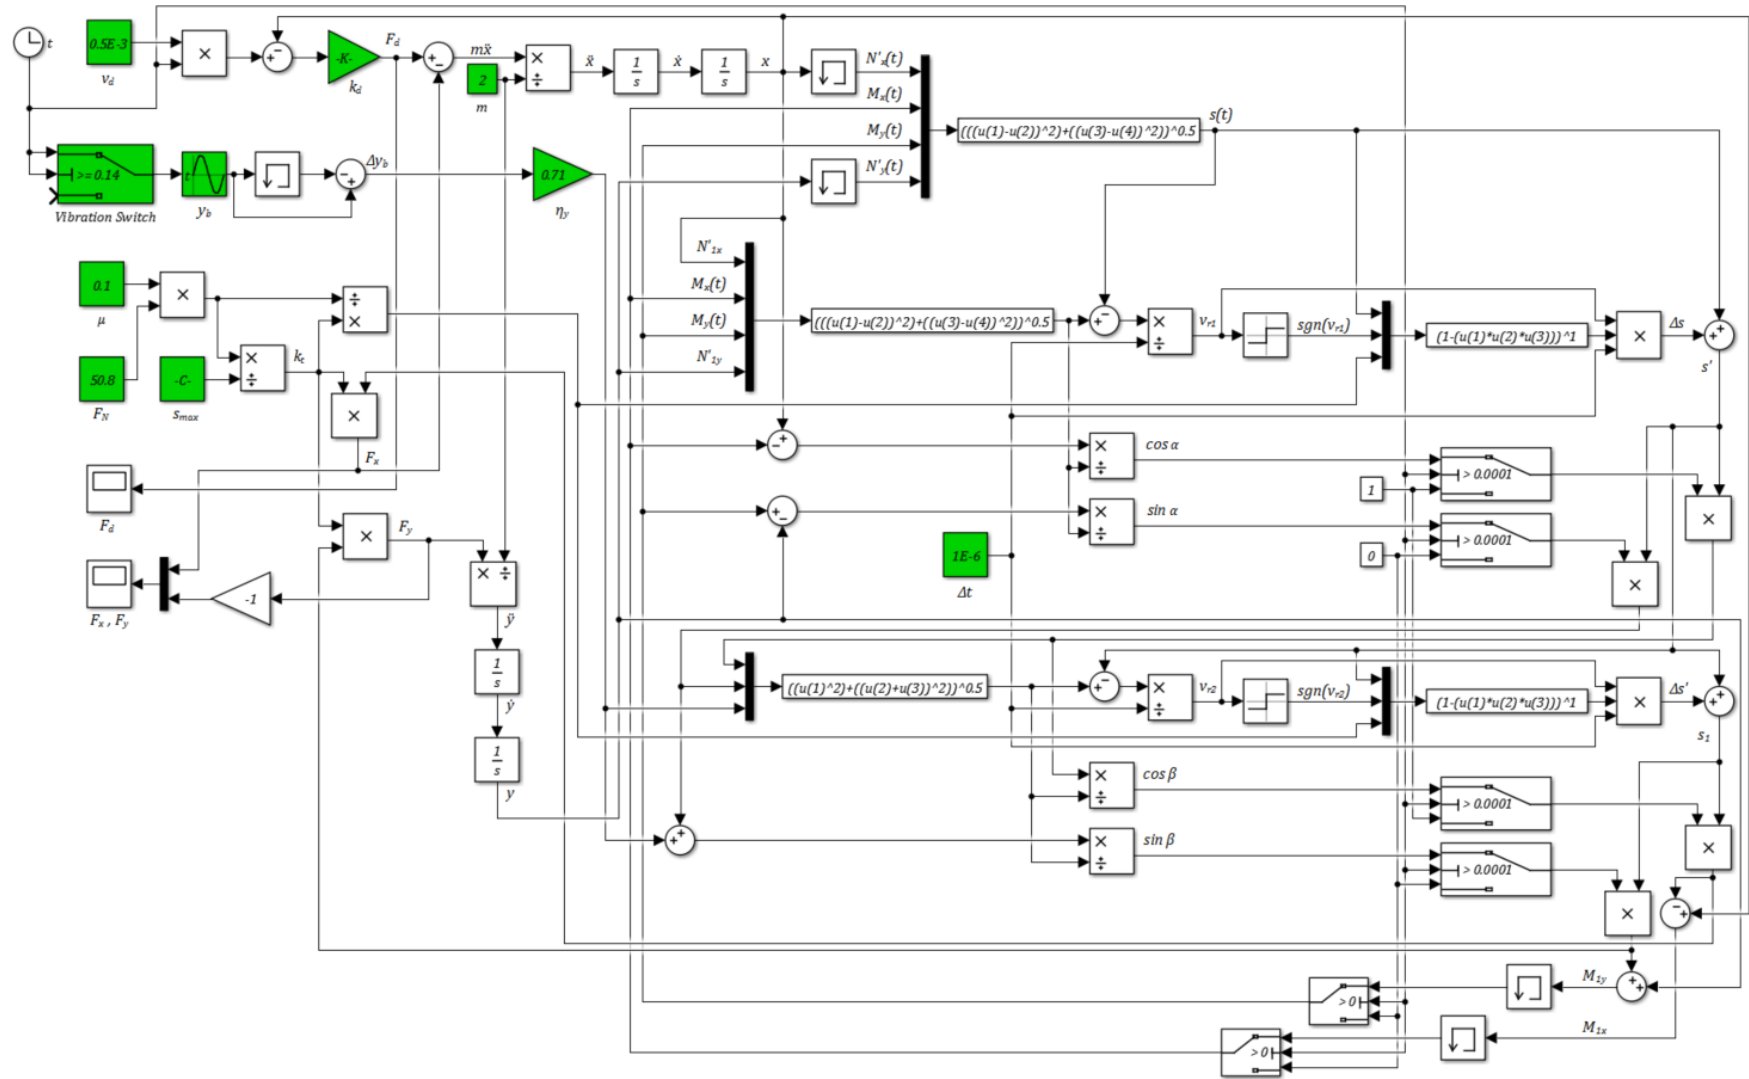 t
0.5E-3
v_d
×
+ −
-K-
k_d
F_d
+ −
mẍ
2
m
× ÷
ẍ
1/s
ẋ
1/s
x
N'_x(t)
M_x(t)
M_y(t)
N'_y(t)
(((u(1)-u(2))^2)+((u(3)-u(4))^2))^0.5
s(t)
>= 0.14
Vibration Switch
t
y_b
− +
Δy_b
0.71
η_y
N'_1x
M_x(t)
M_y(t)
N'_1y
(((u(1)-u(2))^2)+((u(3)-u(4))^2))^0.5
+ −
× ÷
v_r1
sgn(v_r1)
(1-(u(1)*u(2)*u(3)))^1
×
Δs
+ +
s'
0.1
μ
×
÷ ×
50.8
F_N
-C-
s_max
× ÷
k_t
×
F_x
− +
× ÷
cos α
> 0.0001
1
+ −
× ÷
sin α
> 0.0001
0
×
×
F_d
F_x , F_y
-1
×
F_y
× ÷
ÿ
1/s
ẏ
1/s
y
1E-6
Δt
((u(1)^2)+((u(2)+u(3))^2))^0.5
+ −
× ÷
v_r2
sgn(v_r2)
(1-(u(1)*u(2)*u(3)))^1
×
Δs'
+ +
s_1
× ÷
cos β
> 0.0001
+ +
× ÷
sin β
> 0.0001
×
×
− +
> 0
M_1y
+ +
> 0
M_1x